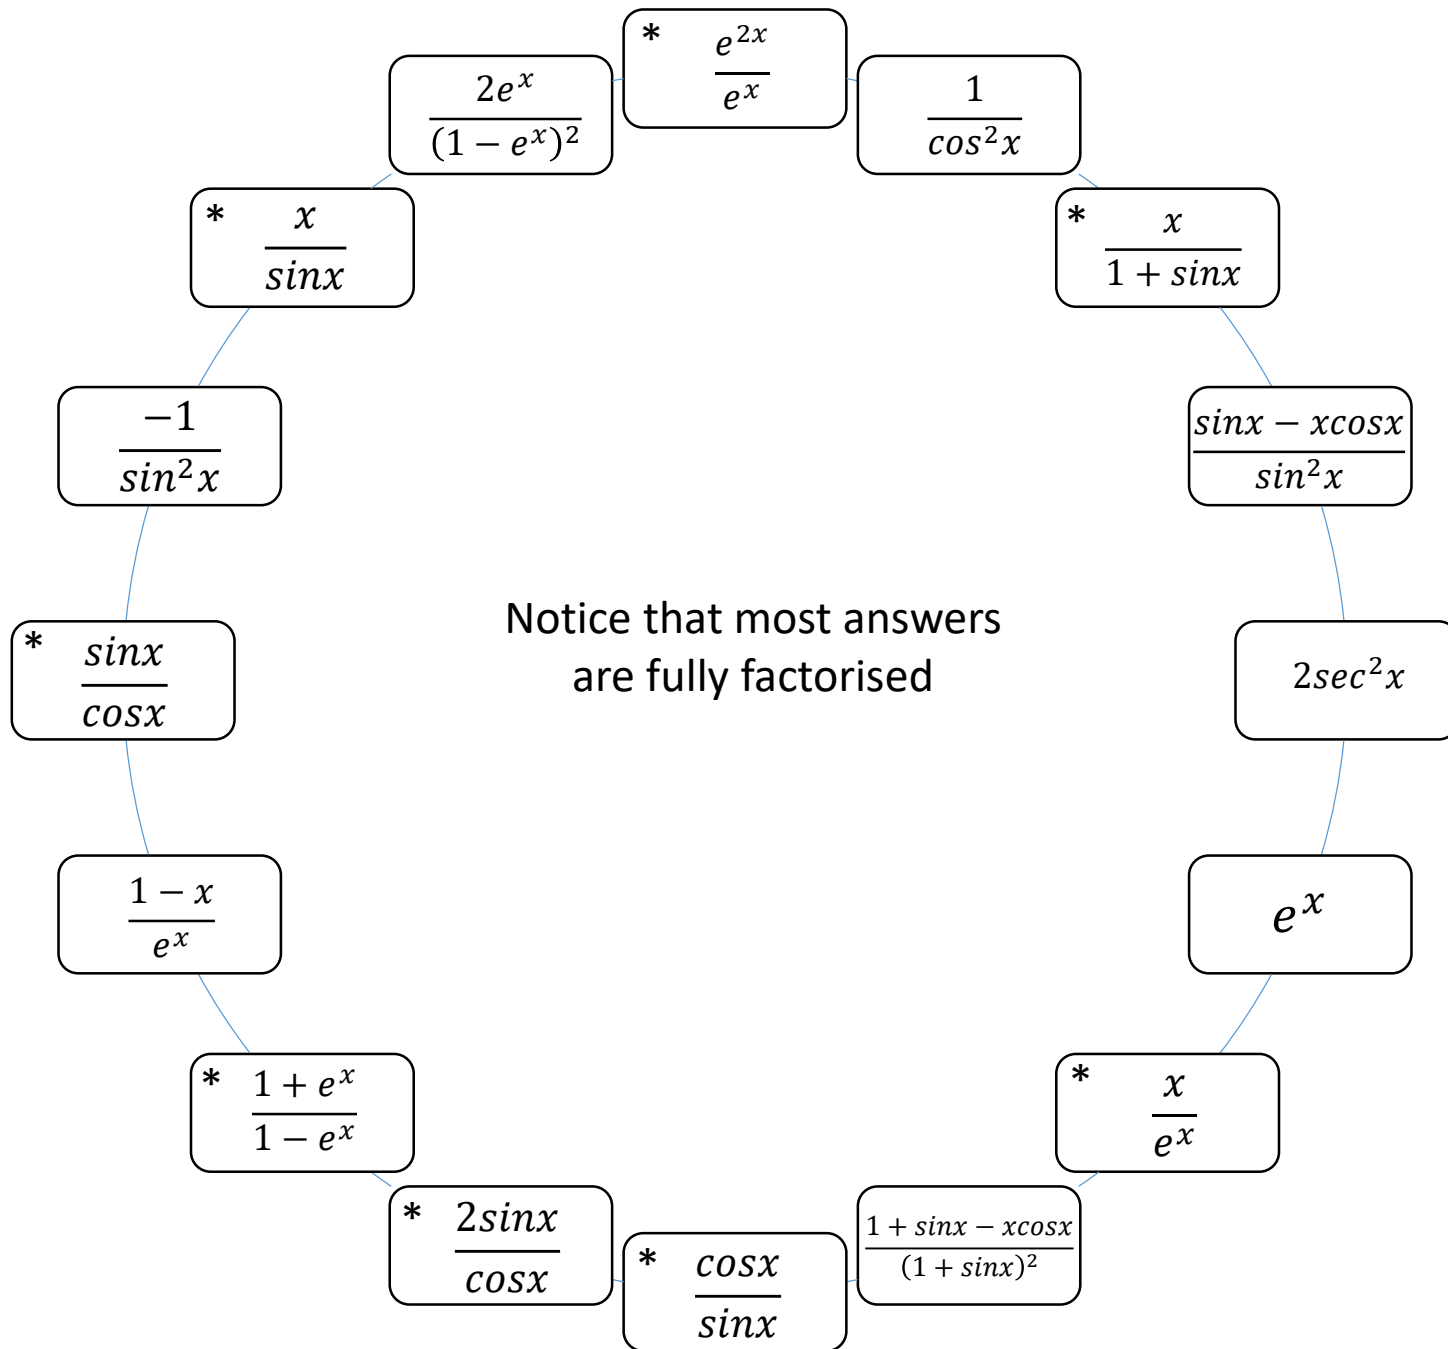 * e^{2x}/e^x
1/cos^2x
* x/(1 + sinx)
(sinx − xcosx)/sin^2x
2sec^2x
e^x
* x/e^x
(1 + sinx − xcosx)/(1 + sinx)^2
* cosx/sinx
* 2sinx/cosx
* (1 + e^x)/(1 − e^x)
(1 − x)/e^x
* sinx/cosx
−1/sin^2x
* x/sinx
2e^x/(1 − e^x)^2
Notice that most answers
are fully factorised